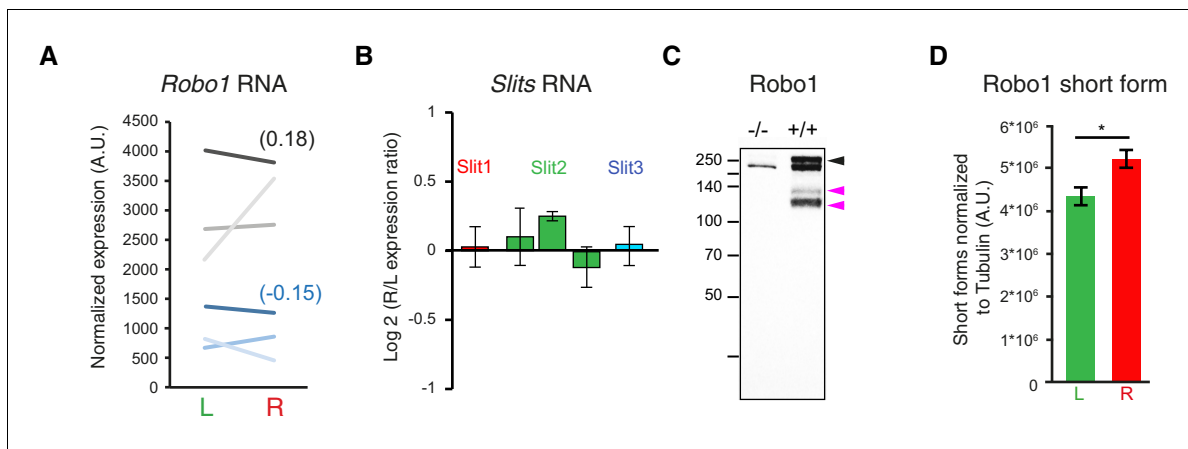 A
Robo1 RNA
Normalized expression (A.U.)
4500
4000
3500
3000
2500
2000
1500
1000
500
0
(0.18)
(-0.15)
L
R
B
Slits RNA
Log 2 (R/L expression ratio)
1
0.5
0
-0.5
-1
Slit1
Slit2
Slit3
C
Robo1
-/-
+/+
250
140
100
70
50
D
Robo1 short form
Short forms normalized
to Tubulin (A.U.)
6*10⁶
5*10⁶
4*10⁶
3*10⁶
2*10⁶
1*10⁶
0
*
L
R